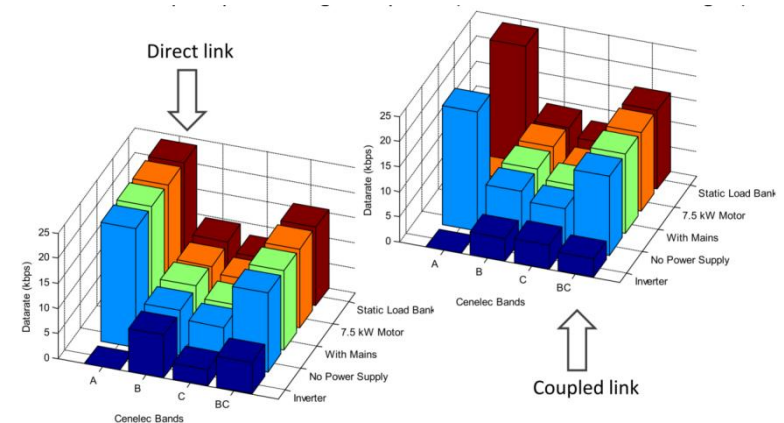 Direct link
Datarate (kbps)
25
20
15
10
5
0
A
B
C
BC
Cenelec Bands
Static Load Bank
7.5 kW Motor
With Mains
No Power Supply
Inverter
Datarate (kbps)
25
20
15
10
5
0
A
B
C
BC
Cenelec Bands
Static Load Bank
7.5 kW Motor
With Mains
No Power Supply
Inverter
Coupled link